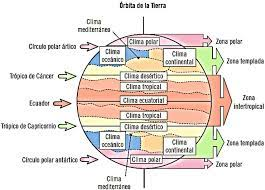 Órbita de la Tierra
Clima
mediterráneo
Círculo polar ártico
Clima polar
Zona polar
Clima
oceánico
Clima
continental
Zona templada
Trópico de Cáncer
Clima desértico
Clima tropical
Ecuador
Clima ecuatorial
Zona
intertropical
Clima tropical
Trópico de Capricornio
Clima desértico
Clima
oceánico
Clima
continental
Zona templada
Círculo polar antártico
Clima polar
Zona polar
Clima
mediterráneo